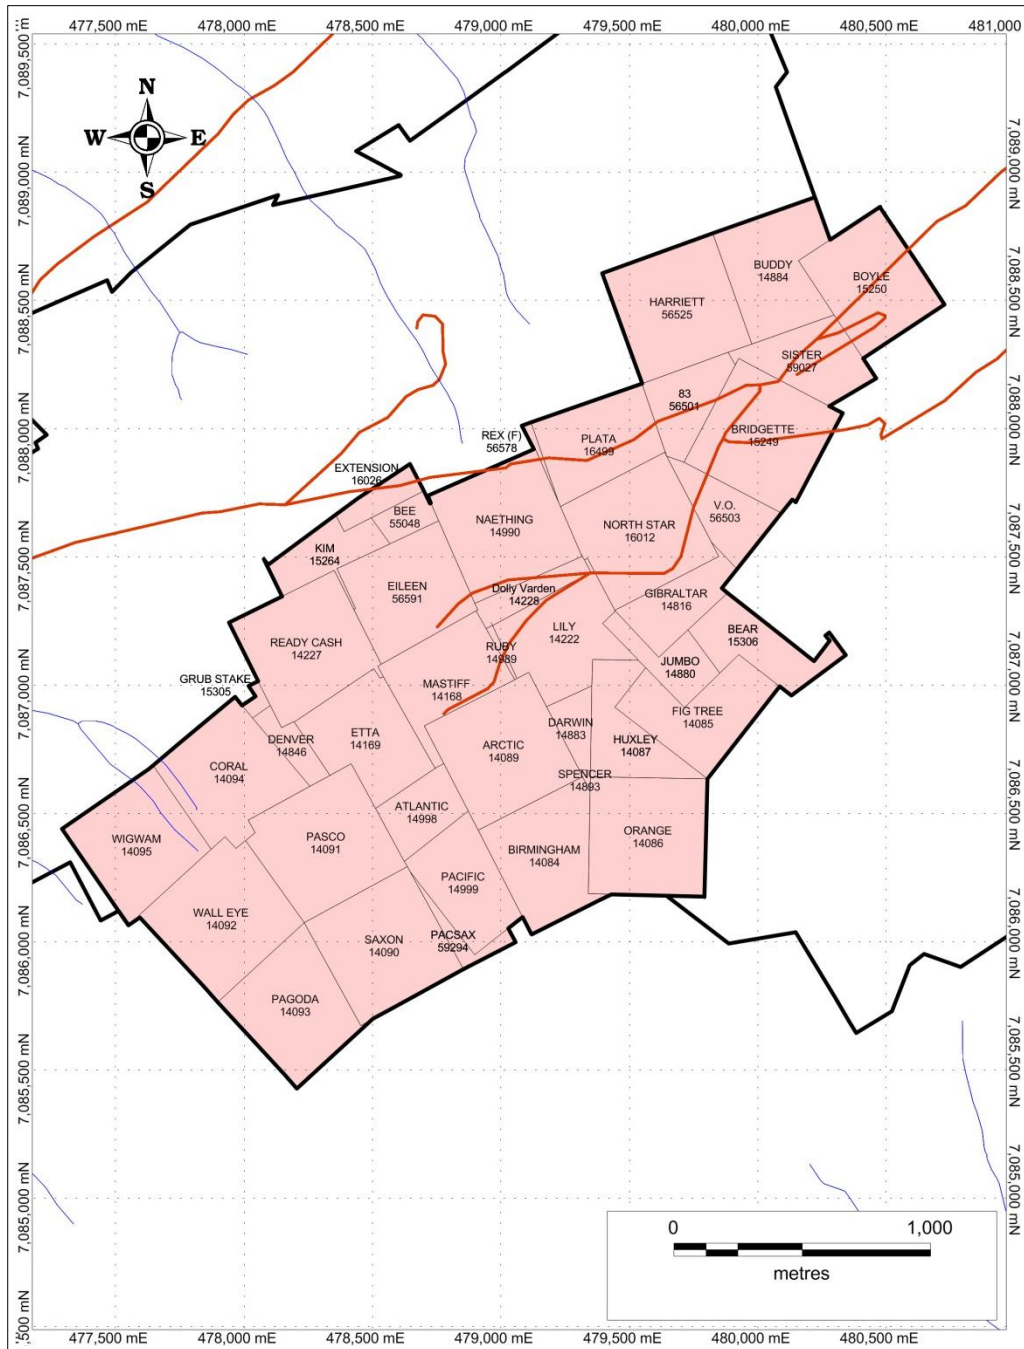 477,500 mE
478,000 mE
478,500 mE
479,000 mE
479,500 mE
480,000 mE
480,500 mE
481,000
7,089,500 m
7,089,000 mN
7,088,500 mN
7,088,000 mN
7,087,500 mN
7,087,000 mN
7,086,500 mN
7,086,000 mN
7,085,500 mN
7,085,000 mN
,500 mN
7,089,000 mN
7,088,500 mN
7,088,000 mN
7,087,500 mN
7,087,000 mN
7,086,500 mN
7,086,000 mN
7,085,500 mN
7,085,000 mN
N
W
E
S
BUDDY
14884
BOYLE
15250
HARRIETT
56525
SISTER
59027
83
56501
BRIDGETTE
15249
PLATA
16499
REX (F)
56578
EXTENSION
16026
BEE
55048
NAETHING
14990
NORTH STAR
16012
V.O.
56503
KIM
15264
EILEEN
56591
Dolly Varden
14228
GIBRALTAR
14816
READY CASH
14227
LILY
14222
BEAR
15306
RUBY
14989
JUMBO
14880
GRUB STAKE
15305
MASTIFF
14168
FIG TREE
14085
DENVER
14846
ETTA
14169
DARWIN
14883
ARCTIC
14089
HUXLEY
14087
CORAL
14094
SPENCER
14893
ATLANTIC
14998
WIGWAM
14095
PASCO
14091
ORANGE
14086
BIRMINGHAM
14084
PACIFIC
14999
WALL EYE
14092
SAXON
14090
PACSAX
59294
PAGODA
14093
0
1,000
metres
477,500 mE
478,000 mE
478,500 mE
479,000 mE
479,500 mE
480,000 mE
480,500 mE